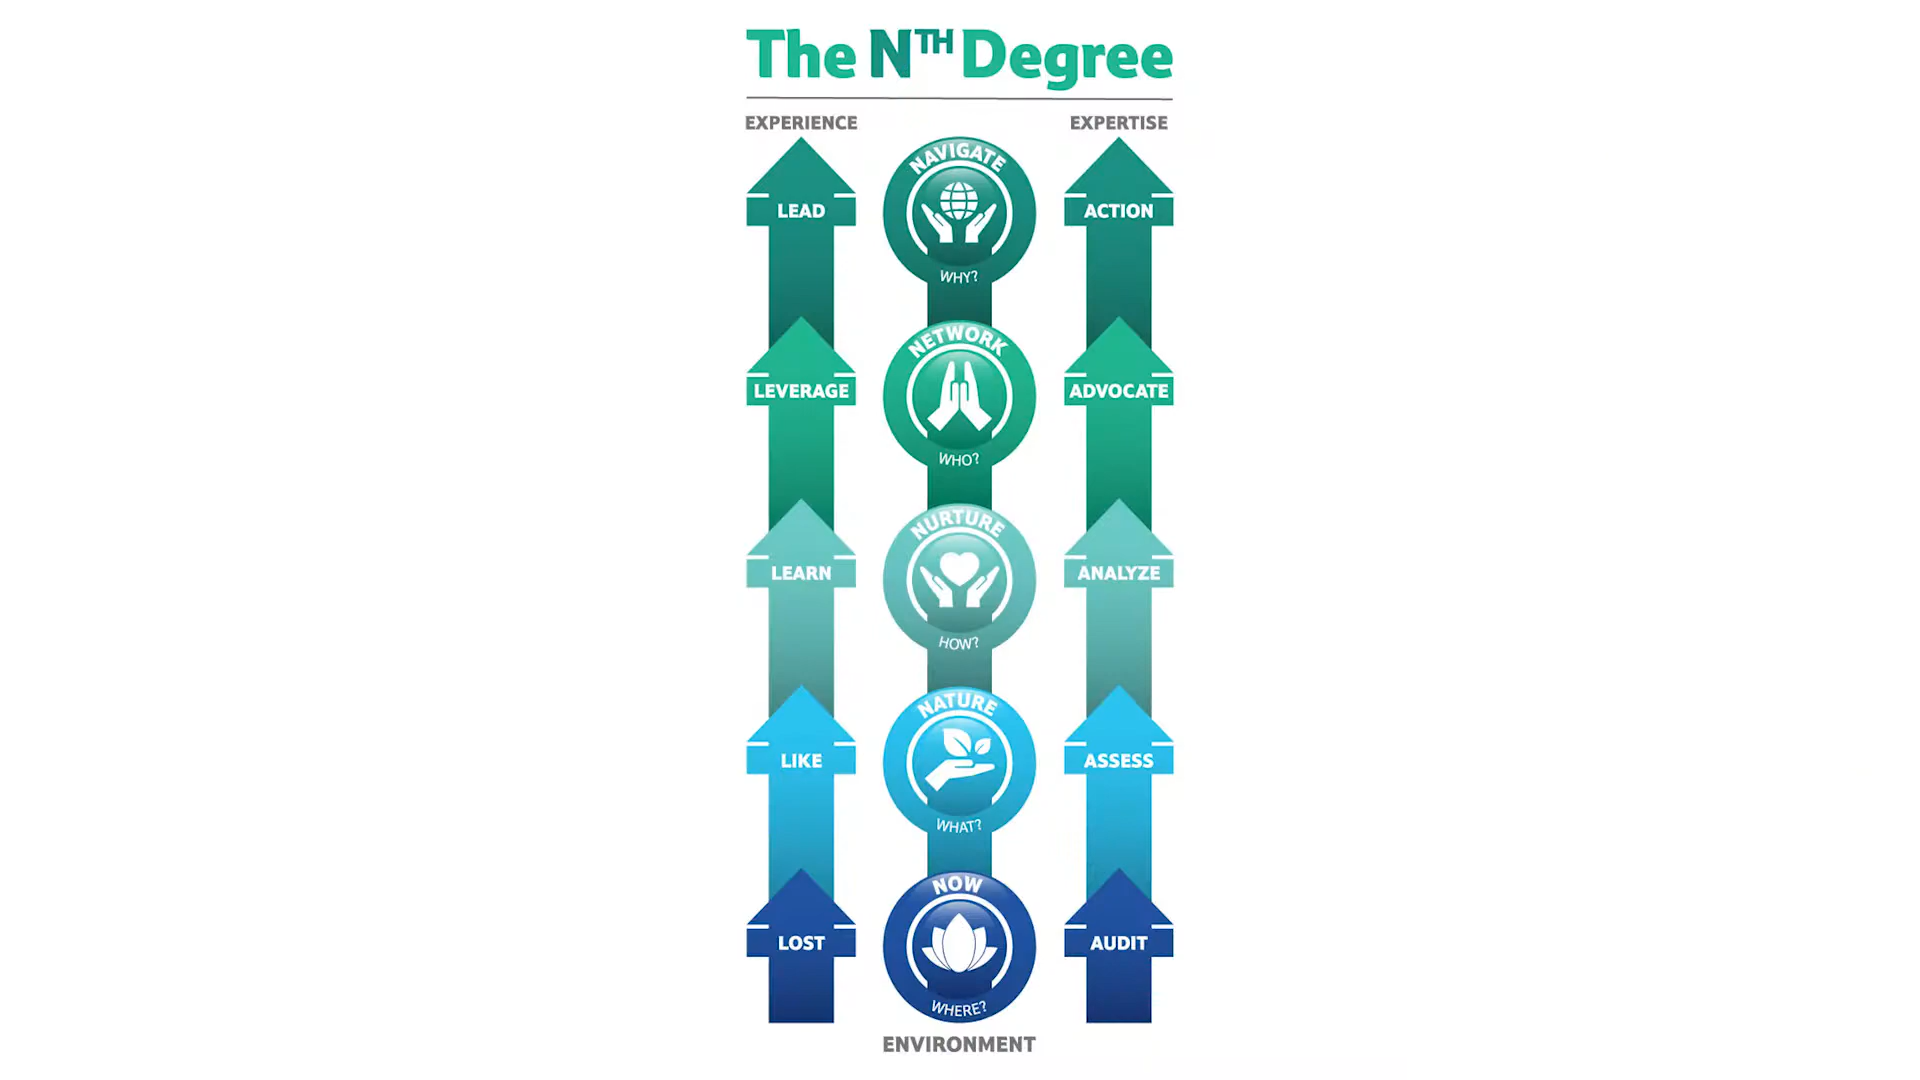 The NTH Degree
EXPERIENCE
EXPERTISE
NAVIGATE
LEAD
ACTION
WHY?
NETWORK
LEVERAGE
ADVOCATE
WHO?
NURTURE
LEARN
ANALYZE
HOW?
NATURE
LIKE
ASSESS
WHAT?
NOW
LOST
AUDIT
WHERE?
ENVIRONMENT